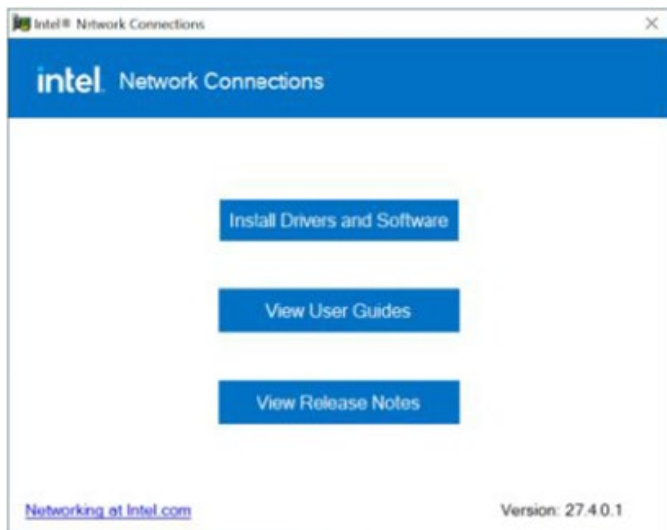 Intel® Network Connections
intel. Network Connections
Install Drivers and Software
View User Guides
View Release Notes
Networking at Intel.com
Version: 27.4.0.1